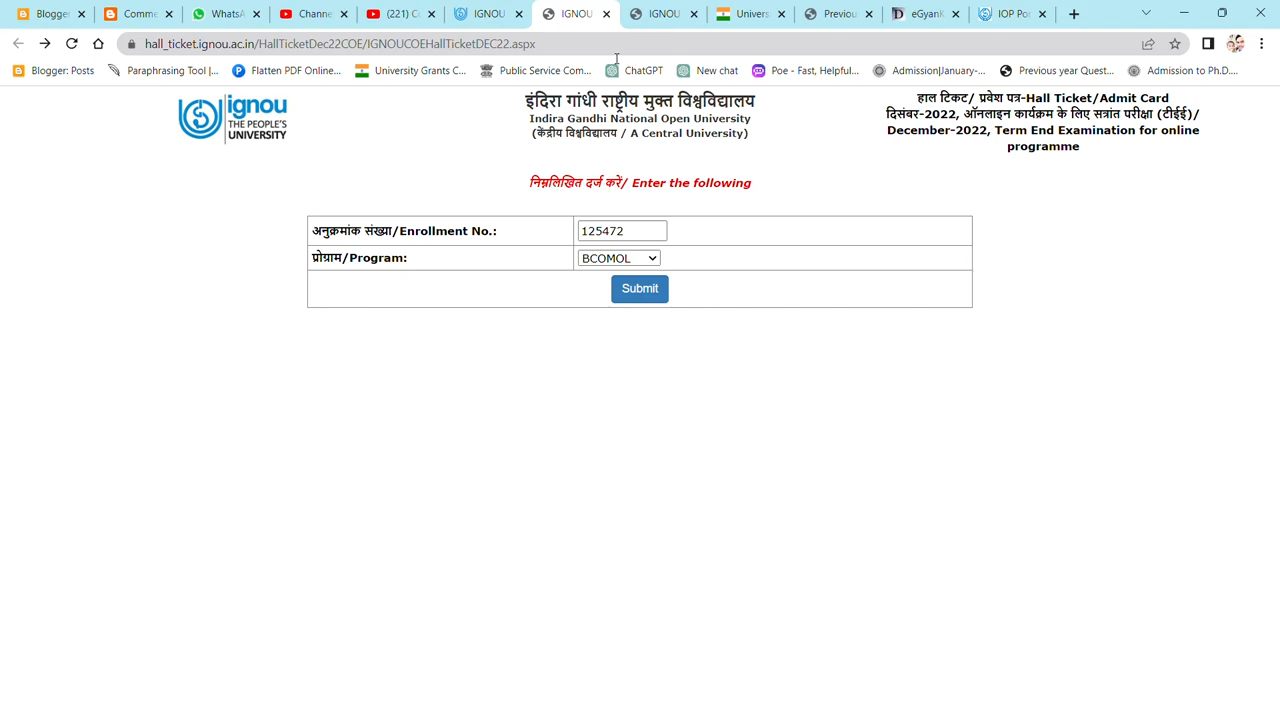 Blogger:
Comme
WhatsA
Channe
(221) C
IGNOU
IGNOU
IGNOU
Univers
Previou
eGyanK
IOP Por
hall_ticket.ignou.ac.in/HallTicketDec22COE/IGNOUCOEHallTicketDEC22.aspx
Blogger: Posts
Paraphrasing Tool |...
Flatten PDF Online...
University Grants C...
Public Service Com...
ChatGPT
New chat
Poe - Fast, Helpful...
Admission|January-...
Previous year Quest...
Admission to Ph.D....
ignou
THE PEOPLE'S
UNIVERSITY
इंदिरा गांधी राष्ट्रीय मुक्त विश्वविद्यालय
Indira Gandhi National Open University
(केंद्रीय विश्वविद्यालय / A Central University)
हाल टिकट/ प्रवेश पत्र-Hall Ticket/Admit Card
दिसंबर-2022, ऑनलाइन कार्यक्रम के लिए सत्रांत परीक्षा (टीईई)/
December-2022, Term End Examination for online
programme
निम्नलिखित दर्ज करें/ Enter the following
अनुक्रमांक संख्या/Enrollment No.:
125472
प्रोग्राम/Program:
BCOMOL
Submit